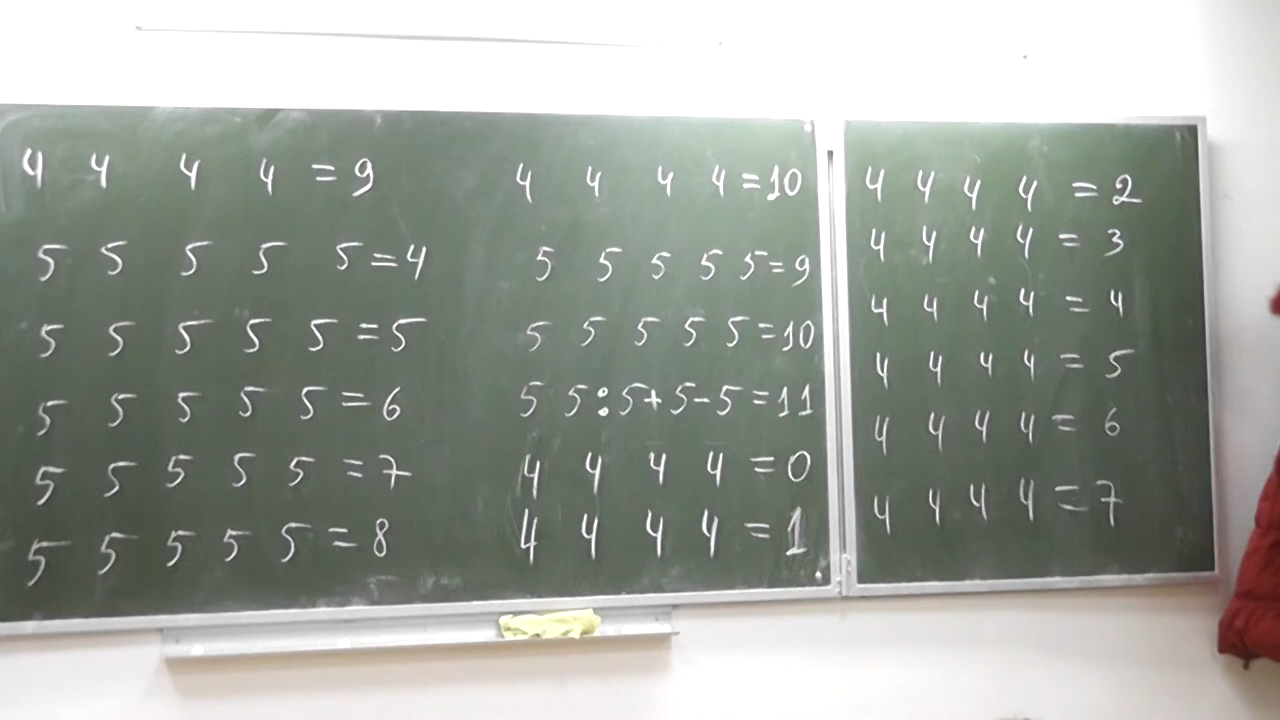 4 4 4 4 = 9
5 5 5 5 5 = 4
5 5 5 5 5 = 5
5 5 5 5 5 = 6
5 5 5 5 5 = 7
5 5 5 5 5 = 8
4 4 4 4 = 10
5 5 5 5 5 = 9
5 5 5 5 5 = 10
5 5 : 5 + 5 - 5 = 11
4 4 4 4 = 0
4 4 4 4 = 1
4 4 4 4 = 2
4 4 4 4 = 3
4 4 4 4 = 4
4 4 4 4 = 5
4 4 4 4 = 6
4 4 4 4 = 7